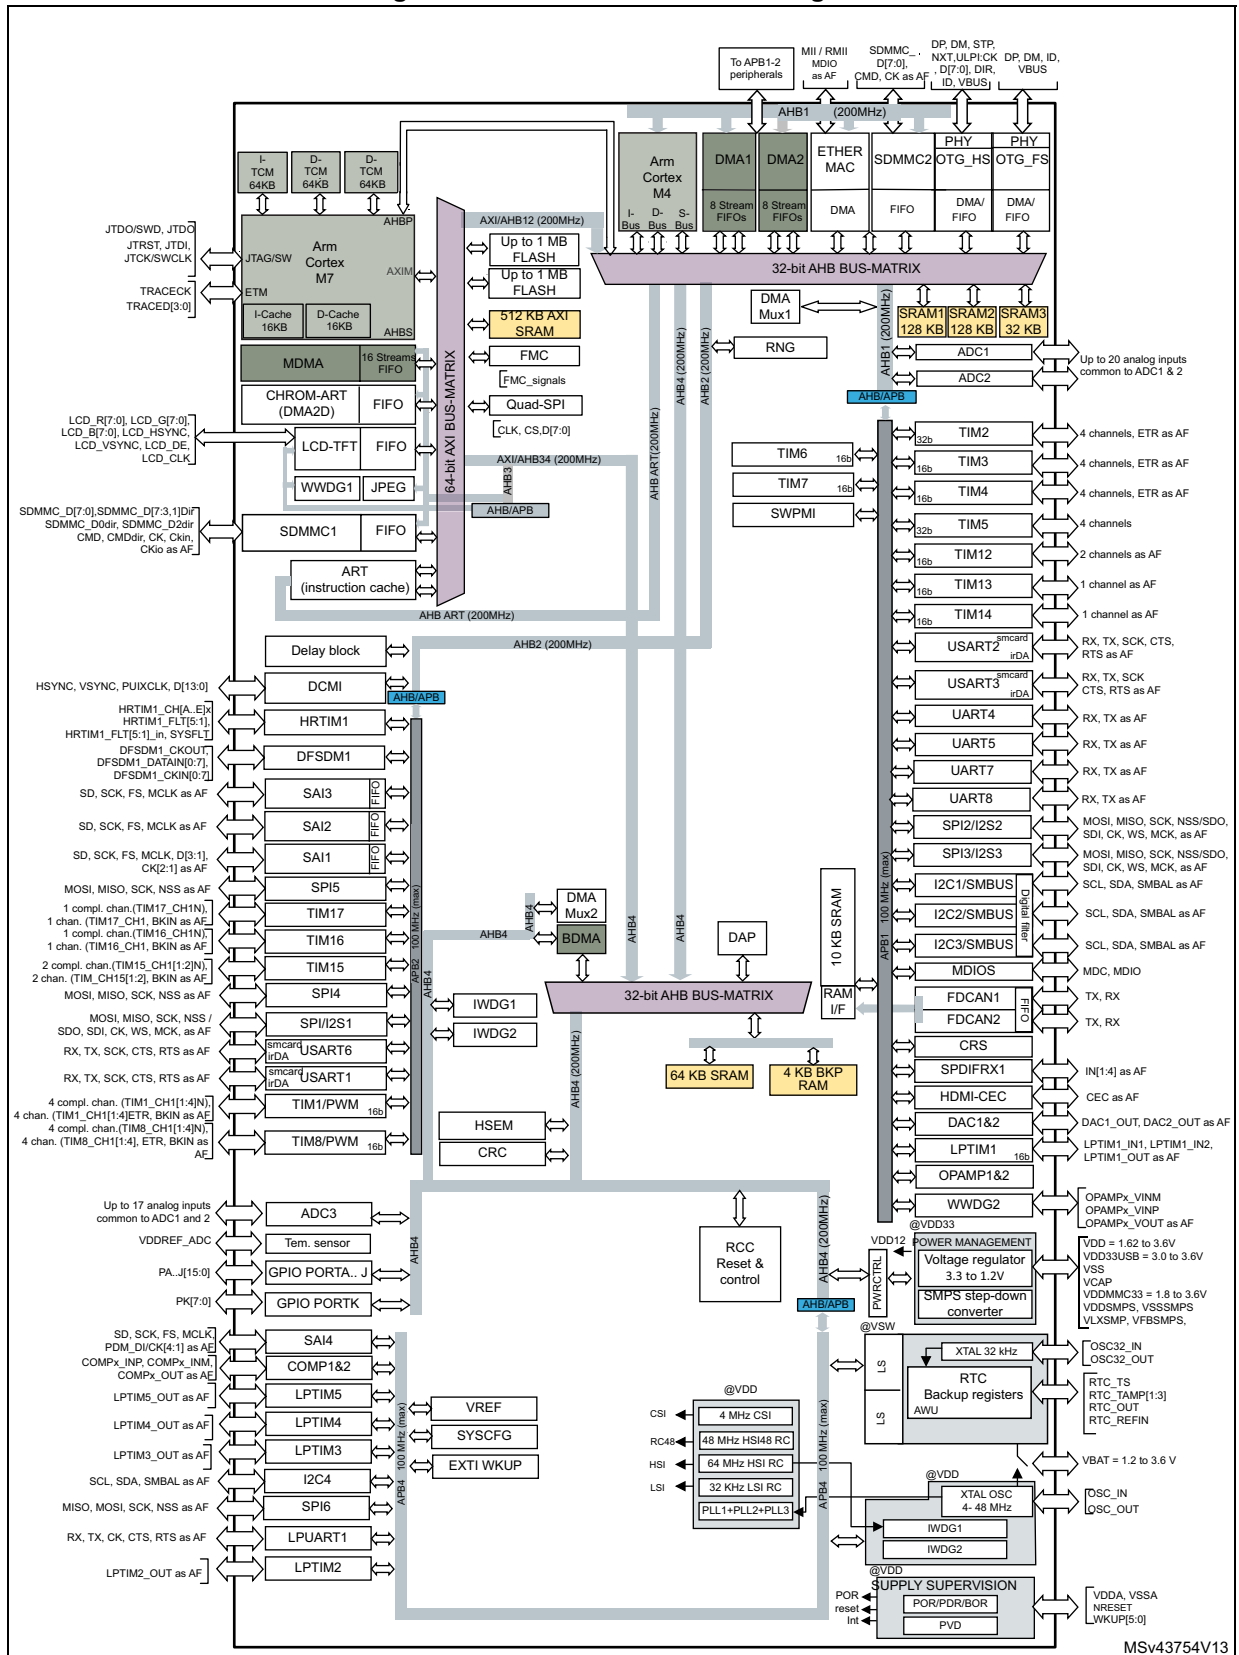 To APB1-2
peripherals
MII / RMII
MDIO
as AF
SDMMC_
D[7:0],
CMD, CK as AF
DP, DM, STP,
NXT,ULPI:CK
, D[7:0], DIR,
ID, VBUS
DP, DM, ID,
VBUS
AHB1 (200MHz)
I-
TCM
64KB
D-
TCM
64KB
D-
TCM
64KB
Arm
Cortex
M4
I-
Bus
D-
Bus
S-
Bus
DMA1
8 Stream
FIFOs
DMA2
8 Stream
FIFOs
ETHER
MAC
DMA
SDMMC2
FIFO
PHY
OTG_HS
DMA/
FIFO
PHY
OTG_FS
DMA/
FIFO
AHBP
AXI/AHB12 (200MHz)
JTDO/SWD, JTDO
JTRST, JTDI,
JTCK/SWCLK
JTAG/SW
Arm
Cortex
M7
AXIM
TRACECK
TRACED[3:0]
ETM
I-Cache
16KB
D-Cache
16KB
AHBS
64-bit AXI BUS-MATRIX
Up to 1 MB
FLASH
Up to 1 MB
FLASH
512 KB AXI
SRAM
FMC
FMC_signals
Quad-SPI
CLK, CS,D[7:0]
32-bit AHB BUS-MATRIX
DMA
Mux1
RNG
AHB1 (200MHz)
SRAM1
128 KB
SRAM2
128 KB
SRAM3
32 KB
ADC1
ADC2
Up to 20 analog inputs
common to ADC1 & 2
AHB/APB
MDMA
16 Streams
FIFO
CHROM-ART
(DMA2D)
FIFO
LCD_R[7:0], LCD_G[7:0],
LCD_B[7:0], LCD_HSYNC,
LCD_VSYNC, LCD_DE,
LCD_CLK
LCD-TFT
FIFO
WWDG1
JPEG
AXI/AHB34 (200MHz)
AHB3
AHB/APB
SDMMC_D[7:0],SDMMC_D[7:3,1]Dir
SDMMC_D0dir, SDMMC_D2dir
CMD, CMDdir, CK, Ckin,
CKio as AF
SDMMC1
FIFO
ART
(instruction cache)
AHB ART (200MHz)
AHB ART(200MHz)
AHB4 (200MHz)
AHB2 (200MHz)
AHB2 (200MHz)
TIM6
16b
TIM7
16b
SWPMI
TIM2
32b
4 channels, ETR as AF
TIM3
16b
4 channels, ETR as AF
TIM4
16b
4 channels, ETR as AF
TIM5
32b
4 channels
TIM12
16b
2 channels as AF
TIM13
16b
1 channel as AF
TIM14
16b
1 channel as AF
USART2
smcard
irDA
RX, TX, SCK, CTS,
RTS as AF
USART3
smcard
irDA
RX, TX, SCK
CTS, RTS as AF
UART4
RX, TX as AF
UART5
RX, TX as AF
UART7
RX, TX as AF
UART8
RX, TX as AF
SPI2/I2S2
MOSI, MISO, SCK, NSS/SDO,
SDI, CK, WS, MCK, as AF
SPI3/I2S3
MOSI, MISO, SCK, NSS/SDO,
SDI, CK, WS, MCK, as AF
I2C1/SMBUS
SCL, SDA, SMBAL as AF
I2C2/SMBUS
SCL, SDA, SMBAL as AF
I2C3/SMBUS
SCL, SDA, SMBAL as AF
Digital filter
MDIOS
MDC, MDIO
FDCAN1
TX, RX
FDCAN2
TX, RX
FIFO
CRS
SPDIFRX1
IN[1:4] as AF
HDMI-CEC
CEC as AF
DAC1&2
DAC1_OUT, DAC2_OUT as AF
LPTIM1
16b
LPTIM1_IN1, LPTIM1_IN2,
LPTIM1_OUT as AF
OPAMP1&2
WWDG2
OPAMPx_VINM
OPAMPx_VINP
OPAMPx_VOUT as AF
APB1 100 MHz (max)
10 KB SRAM
RAM
I/F
Delay block
HSYNC, VSYNC, PUIXCLK, D[13:0]
DCMI
AHB/APB
HRTIM1_CH[A..E]x
HRTIM1_FLT[5:1],
HRTIM1_FLT[5:1]_in, SYSFLT
HRTIM1
DFSDM1_CKOUT,
DFSDM1_DATAIN[0:7],
DFSDM1_CKIN[0:7]
DFSDM1
SD, SCK, FS, MCLK as AF
SAI3
FIFO
SD, SCK, FS, MCLK as AF
SAI2
FIFO
SD, SCK, FS, MCLK, D[3:1],
CK[2:1] as AF
SAI1
FIFO
MOSI, MISO, SCK, NSS as AF
SPI5
1 compl. chan.(TIM17_CH1N),
1 chan. (TIM17_CH1, BKIN as AF
TIM17
1 compl. chan.(TIM16_CH1N),
1 chan. (TIM16_CH1, BKIN as AF
TIM16
2 compl. chan.(TIM15_CH1[1:2]N),
2 chan. (TIM_CH15[1:2], BKIN as AF
TIM15
MOSI, MISO, SCK, NSS as AF
SPI4
MOSI, MISO, SCK, NSS /
SDO, SDI, CK, WS, MCK, as AF
SPI/I2S1
RX, TX, SCK, CTS, RTS as AF
smcard
irDA
USART6
RX, TX, SCK, CTS, RTS as AF
smcard
irDA
USART1
4 compl. chan. (TIM1_CH1[1:4]N),
4 chan. (TIM1_CH1[1:4]ETR, BKIN as AF
TIM1/PWM
16b
4 compl. chan.(TIM8_CH1[1:4]N),
4 chan. (TIM8_CH1[1:4], ETR, BKIN as
AF
TIM8/PWM
16b
APB2 100 MHz (max)
AHB4
AHB4
AHB4
AHB4
AHB4
DMA
Mux2
BDMA
DAP
32-bit AHB BUS-MATRIX
IWDG1
IWDG2
AHB4 (200MHz)
64 KB SRAM
4 KB BKP
RAM
HSEM
CRC
Up to 17 analog inputs
common to ADC1 and 2
ADC3
VDDREF_ADC
Tem. sensor
PA..J[15:0]
GPIO PORTA.. J
PK[7:0]
GPIO PORTK
AHB4
RCC
Reset &
control
AHB4 (200MHz)
AHB/APB
@VDD33
VDD12
POWER MANAGEMENT
PWRCTRL
Voltage regulator
3.3 to 1.2V
SMPS step-down
converter
VDD = 1.62 to 3.6V
VDD33USB = 3.0 to 3.6V
VSS
VCAP
VDDMMC33 = 1.8 to 3.6V
VDDSMPS, VSSSMPS
VLXSMP, VFBSMPS,
SD, SCK, FS, MCLK,
PDM_DI/CK[4:1] as AF
SAI4
COMPx_INP, COMPx_INM,
COMPx_OUT as AF
COMP1&2
LPTIM5_OUT as AF
LPTIM5
LPTIM4_OUT as AF
LPTIM4
LPTIM3_OUT as AF
LPTIM3
SCL, SDA, SMBAL as AF
I2C4
MISO, MOSI, SCK, NSS as AF
SPI6
RX, TX, CK, CTS, RTS as AF
LPUART1
LPTIM2_OUT as AF
LPTIM2
APB4 100 MHz (max)
VREF
SYSCFG
EXTI WKUP
@VDD
CSI
4 MHz CSI
RC48
48 MHz HSI48 RC
HSI
64 MHz HSI RC
LSI
32 KHz LSI RC
PLL1+PLL2+PLL3
APB4 100 MHz (max)
@VSW
LS
LS
XTAL 32 kHz
RTC
Backup registers
AWU
OSC32_IN
OSC32_OUT
RTC_TS
RTC_TAMP[1:3]
RTC_OUT
RTC_REFIN
VBAT = 1.2 to 3.6 V
@VDD
XTAL OSC
4- 48 MHz
OSC_IN
OSC_OUT
IWDG1
IWDG2
@VDD
SUPPLY SUPERVISION
POR
reset
Int
POR/PDR/BOR
PVD
VDDA, VSSA
NRESET
WKUP[5:0]
MSv43754V13